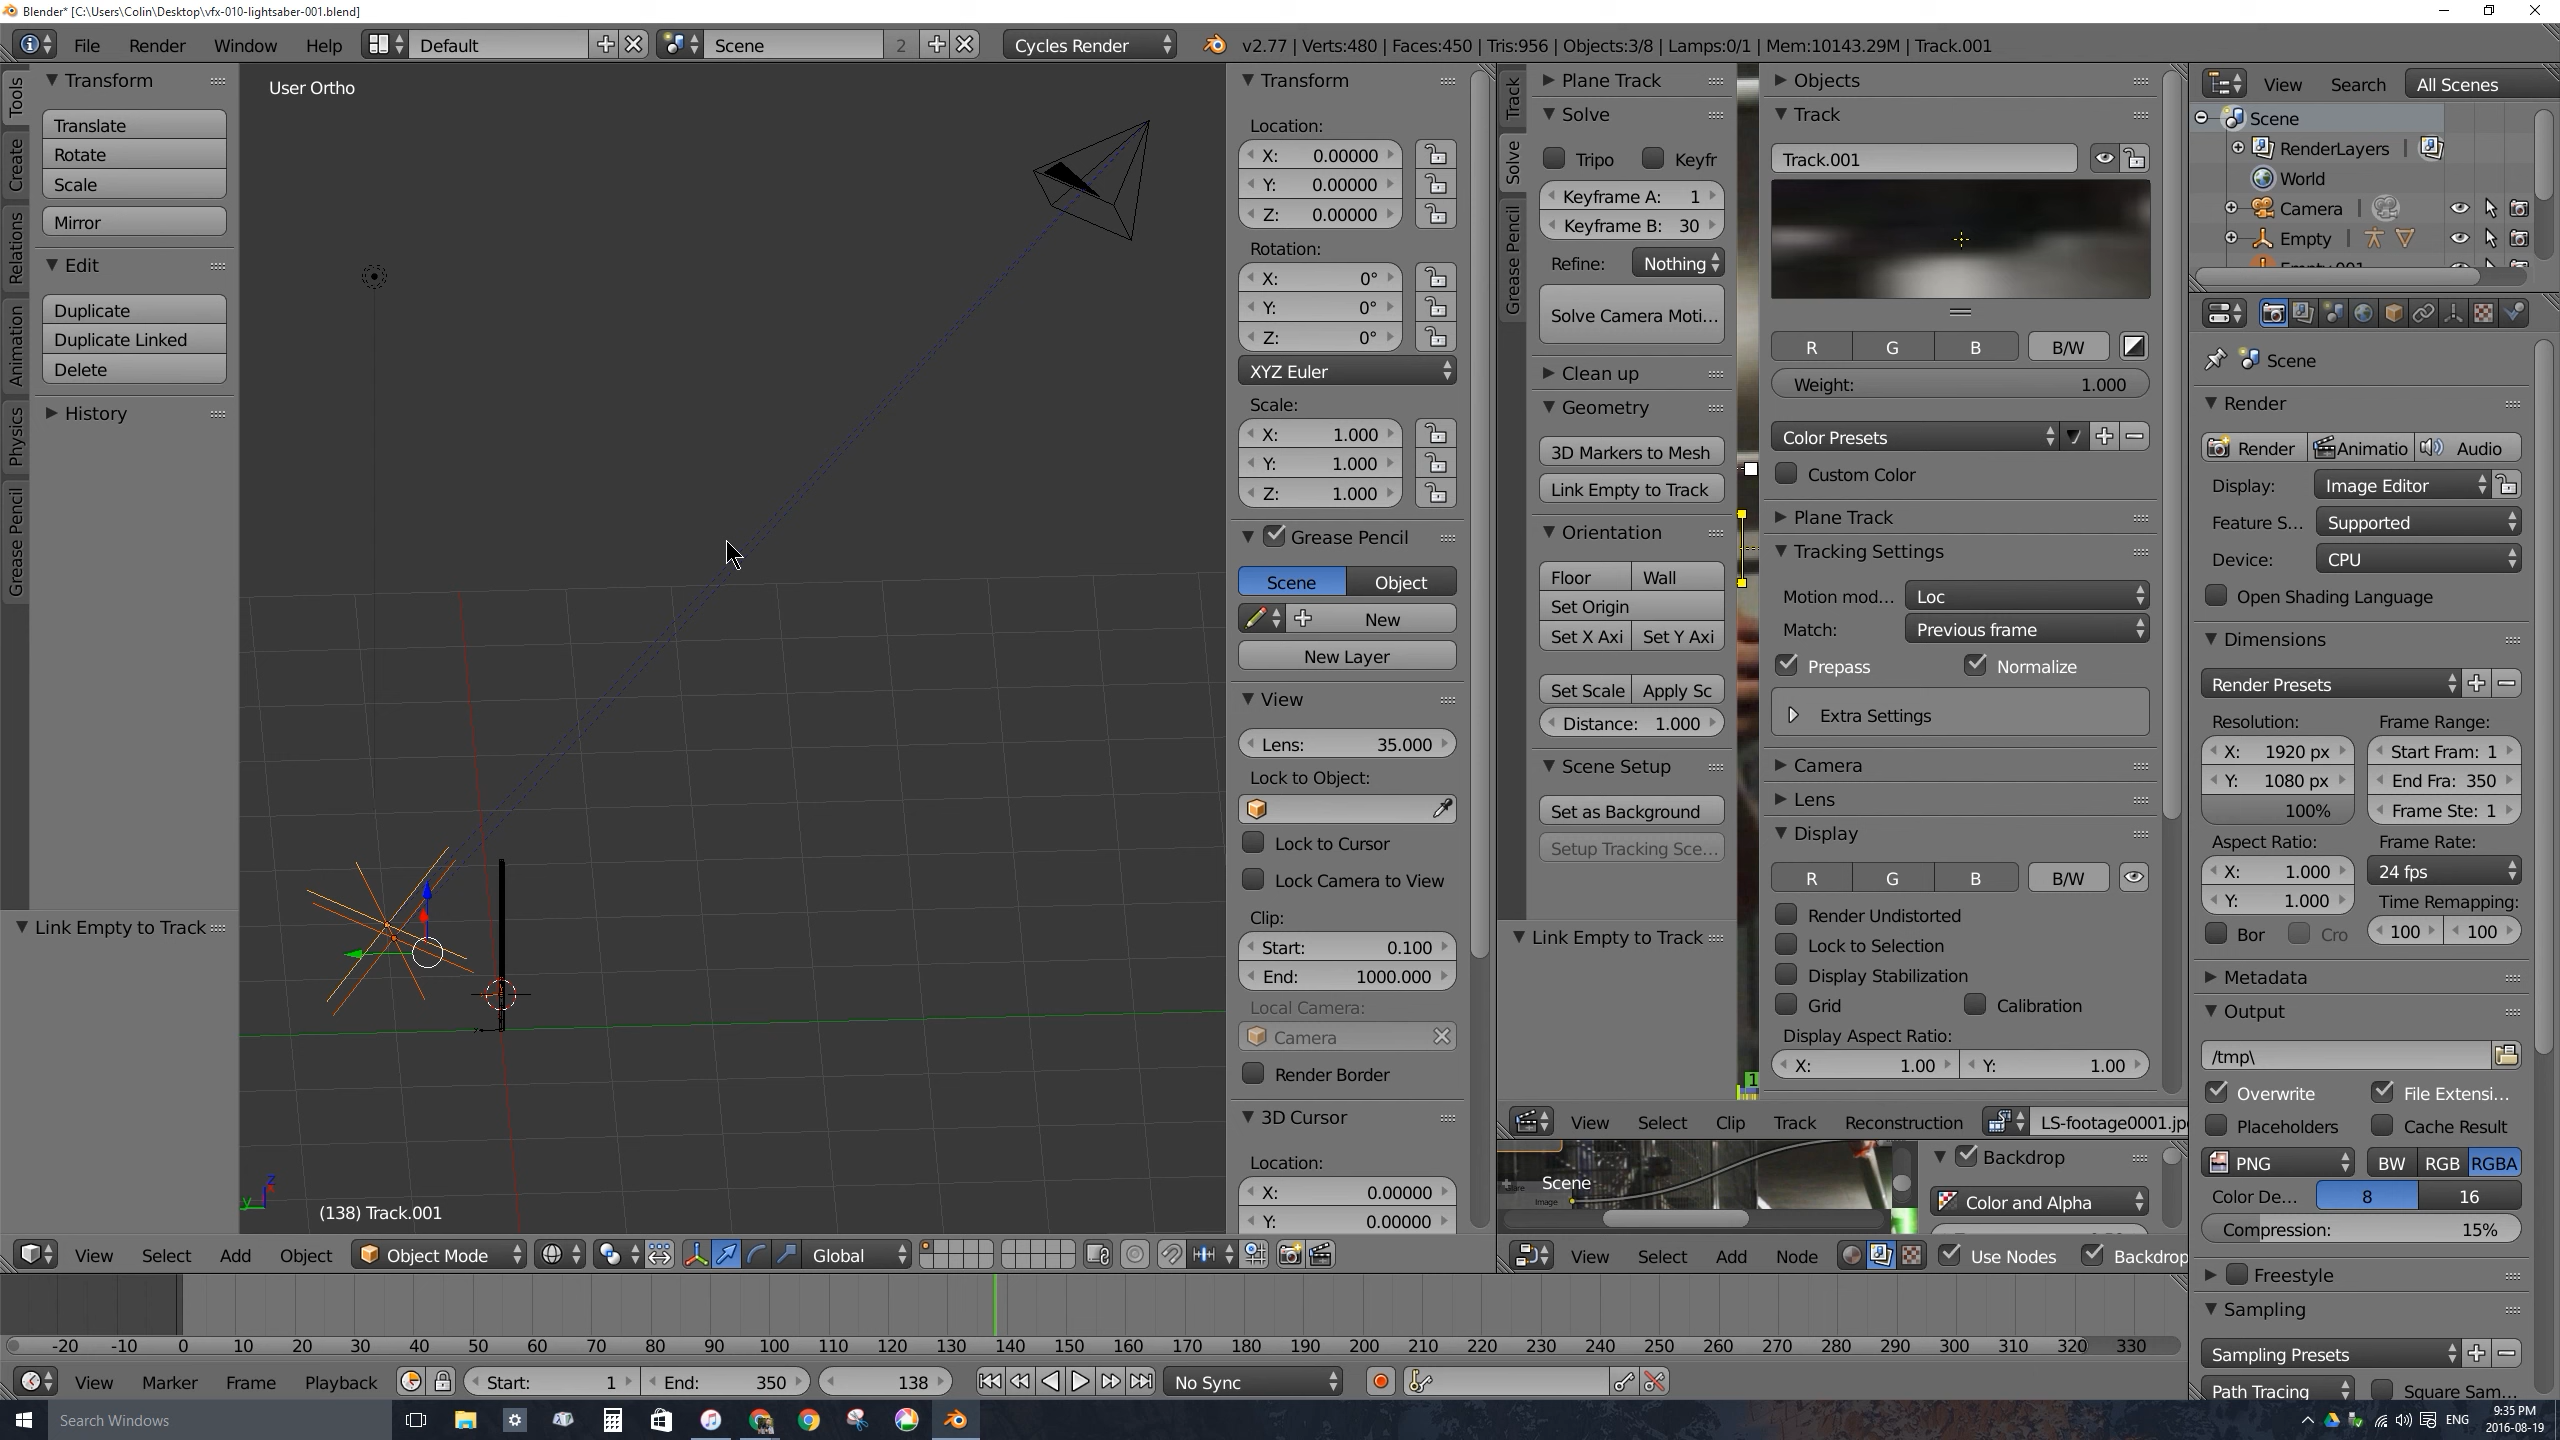 Blender* [C:\Users\Colin\Desktop\vfx-010-lightsaber-001.blend]
File Render Window Help Default Scene 2 Cycles Render v2.77 | Verts:480 | Faces:450 | Tris:956 | Objects:3/8 | Lamps:0/1 | Mem:10143.29M | Track.001
Tools
Create
Relations
Animation
Physics
Grease Pencil
Transform
Translate
Rotate
Scale
Mirror
Edit
Duplicate
Duplicate Linked
Delete
History
Link Empty to Track
User Ortho
(138) Track.001
Transform
Location:
X: 0.00000
Y: 0.00000
Z: 0.00000
Rotation:
X: 0°
Y: 0°
Z: 0°
XYZ Euler
Scale:
X: 1.000
Y: 1.000
Z: 1.000
Grease Pencil
Scene Object
New
New Layer
View
Lens: 35.000
Lock to Object:
Lock to Cursor
Lock Camera to View
Clip:
Start: 0.100
End: 1000.000
Local Camera:
Camera
Render Border
3D Cursor
Location:
X: 0.00000
Y: 0.00000
Track
Solve
Grease Pencil
Plane Track
Solve
Tripo Keyfr
Keyframe A: 1
Keyframe B: 30
Refine: Nothing
Solve Camera Moti...
Clean up
Geometry
3D Markers to Mesh
Link Empty to Track
Orientation
Floor Wall
Set Origin
Set X Axi Set Y Axi
Set Scale Apply Sc
Distance: 1.000
Scene Setup
Set as Background
Setup Tracking Sce...
Link Empty to Track
1
Objects
Track
Track.001
R G B B/W
Weight: 1.000
Color Presets
Custom Color
Plane Track
Tracking Settings
Motion mod... Loc
Match: Previous frame
Prepass Normalize
Extra Settings
Camera
Lens
Display
R G B B/W
Render Undistorted
Lock to Selection
Display Stabilization
Grid Calibration
Display Aspect Ratio:
X: 1.00 Y: 1.00
View Select Clip Track Reconstruction LS-footage0001.jp
Scene
Image
Backdrop
Color and Alpha
View Select Add Node Use Nodes Backdrop
View Search All Scenes
Scene
RenderLayers
World
Camera
Empty
Scene
Render
Render Animatio Audio
Display: Image Editor
Feature S... Supported
Device: CPU
Open Shading Language
Dimensions
Render Presets
Resolution: Frame Range:
X: 1920 px Start Fram: 1
Y: 1080 px End Fra: 350
100% Frame Ste: 1
Aspect Ratio: Frame Rate:
X: 1.000 24 fps
Y: 1.000 Time Remapping:
Bor Cro 100 100
Metadata
Output
/tmp\
Overwrite File Extensi...
Placeholders Cache Result
PNG BW RGB RGBA
Color De... 8 16
Compression: 15%
Freestyle
Sampling
Sampling Presets
Path Tracing Square Sam...
View Select Add Object Object Mode Global
-20 -10 0 10 20 30 40 50 60 70 80 90 100 110 120 130 140 150 160 170 180 190 200 210 220 230 240 250 260 270 280 290 300 310 320 330
View Marker Frame Playback Start: 1 End: 350 138 No Sync
Search Windows
ENG
9:35 PM
2016-08-19